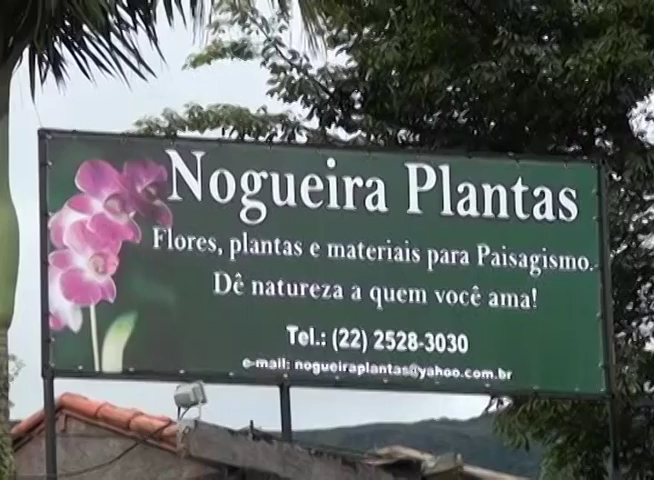 Nogueira Plantas
Flores, plantas e materiais para Paisagismo.
Dê natureza a quem você ama!
Tel.: (22) 2528-3030
e-mail: nogueiraplantas@yahoo.com.br